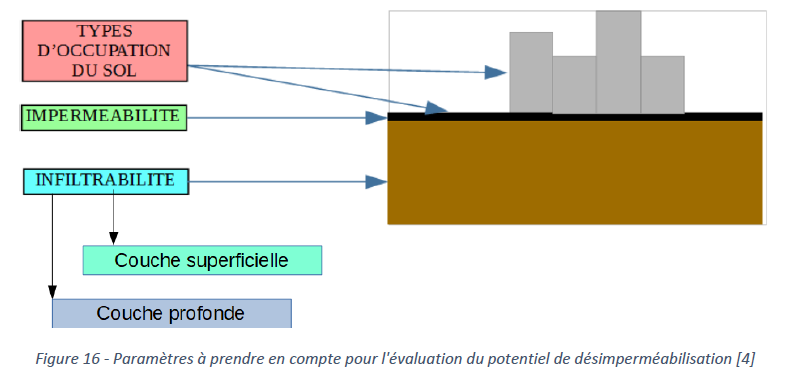 TYPES
D'OCCUPATION
DU SOL
IMPERMEABILITE
INFILTRABILITE
Couche superficielle
Couche profonde
Figure 16 - Paramètres à prendre en compte pour l'évaluation du potentiel de désimperméabilisation [4]